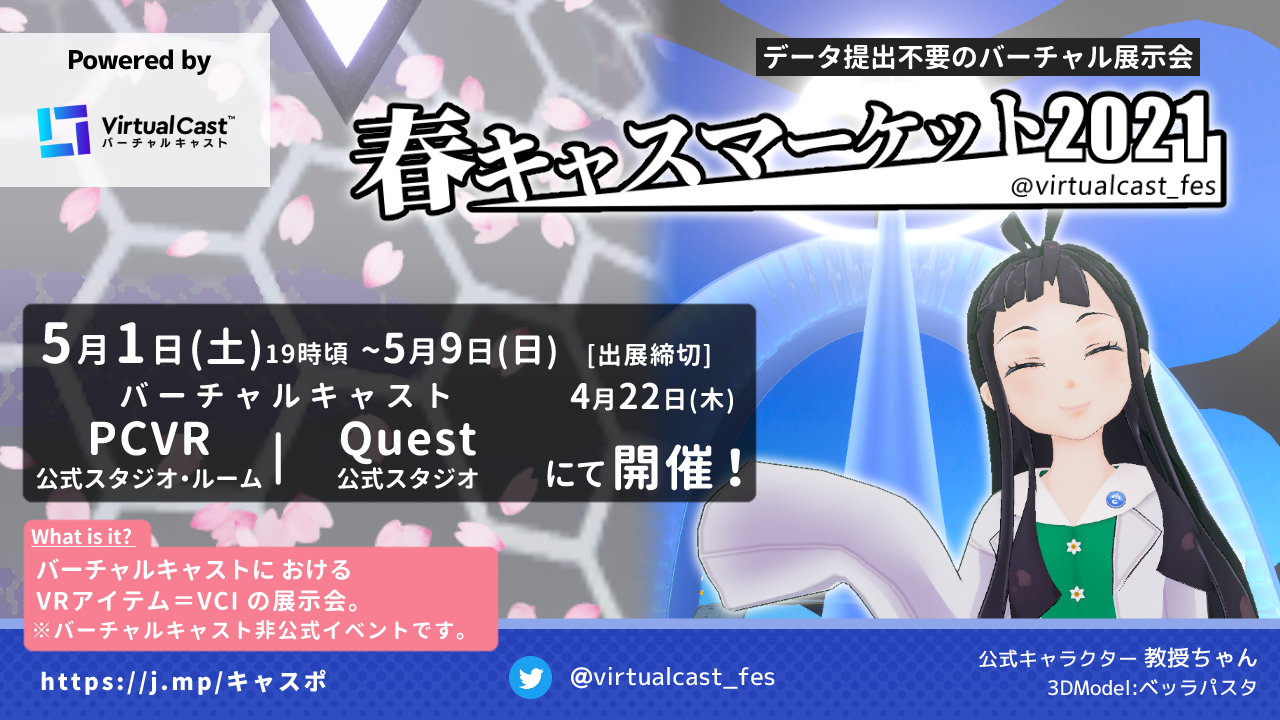 Powered by
VirtualCast™
バーチャルキャスト
データ提出不要のバーチャル展示会
春キャスマーケット2021
@virtualcast_fes
5月1日(土)19時頃 ~5月9日(日)
[出展締切]
4月22日(木)
バーチャルキャスト
PCVR
公式スタジオ・ルーム
Quest
公式スタジオ
にて開催！
What is it?
バーチャルキャストに おける
VRアイテム＝VCI の展示会。
※バーチャルキャスト非公式イベントです。
https://j.mp/キャスポ
@virtualcast_fes
公式キャラクター 教授ちゃん
3DModel:ベッラパスタ